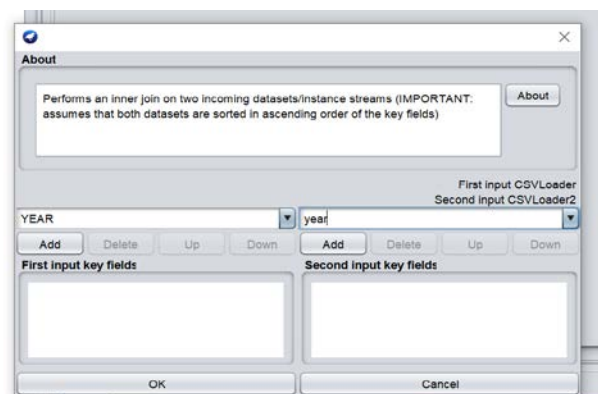 About
Performs an inner join on two incoming datasets/instance streams (IMPORTANT:
assumes that both datasets are sorted in ascending order of the key fields)
About
First input CSVLoader
Second input CSVLoader2
YEAR
year
Add Delete Up Down
Add Delete Up Down
First input key fields
Second input key fields
OK
Cancel